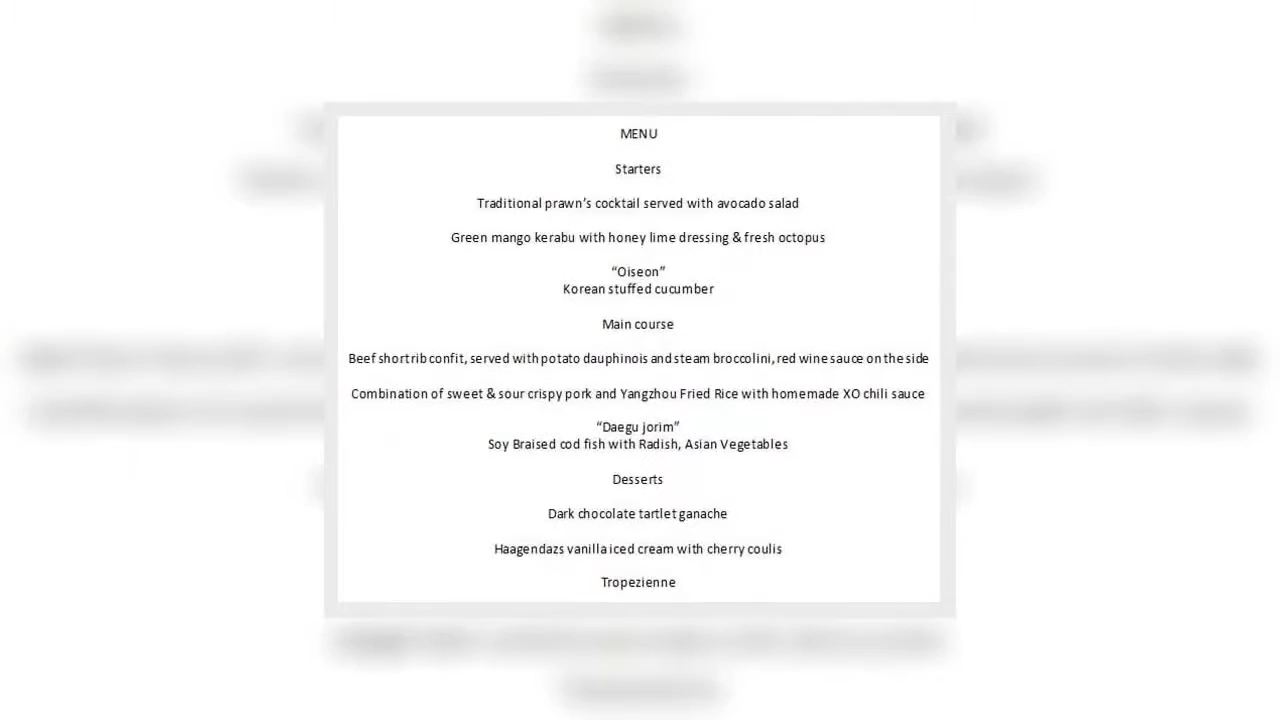 MENU
Starters
Traditional prawn’s cocktail served with avocado salad
Green mango kerabu with honey lime dressing & fresh octopus
“Oiseon”
Korean stuffed cucumber
Main course
Beef short rib confit, served with potato dauphinois and steam broccolini, red wine sauce on the side
Combination of sweet & sour crispy pork and Yangzhou Fried Rice with homemade XO chili sauce
“Daegu jorim”
Soy Braised cod fish with Radish, Asian Vegetables
Desserts
Dark chocolate tartlet ganache
Haagendazs vanilla iced cream with cherry coulis
Tropezienne